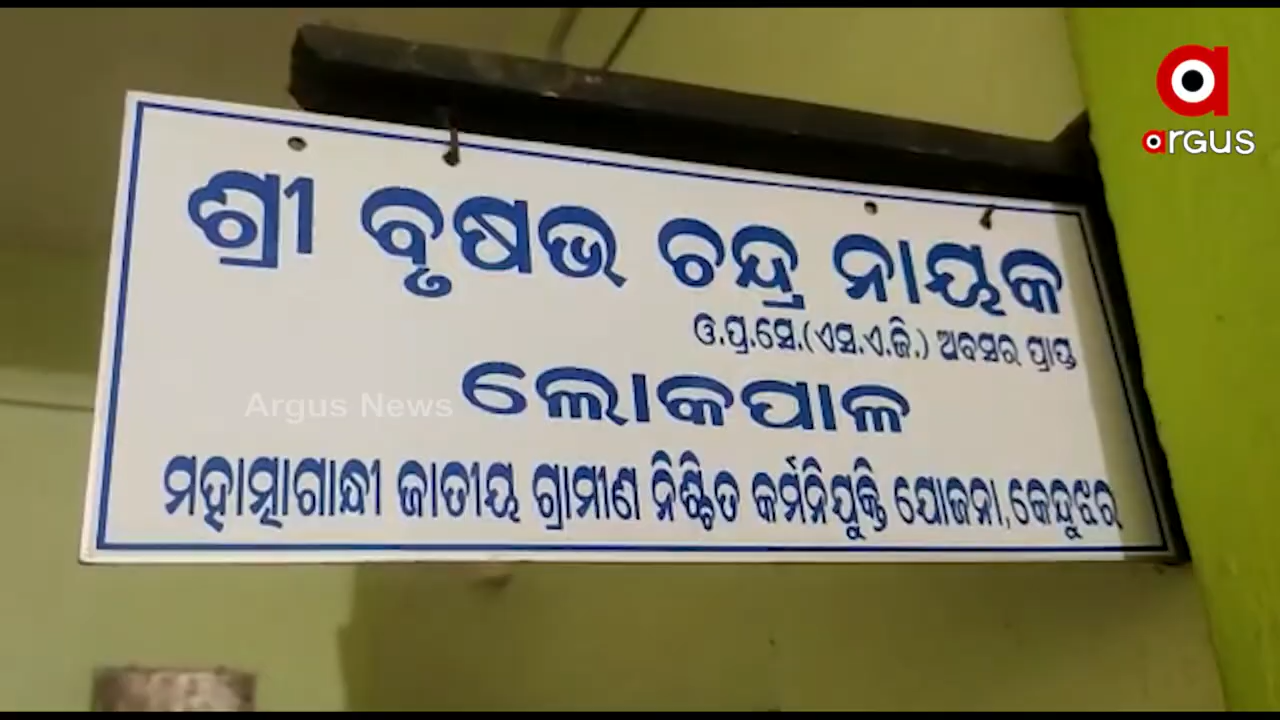 ଶ୍ରୀ ବୃଷଭ ଚନ୍ଦ୍ର ନାୟକ
ଓ.ପ୍ର.ସେ.(ଏସ.ଏ.ଜି.) ଅବସର ପ୍ରାପ୍ତ
ଲୋକପାଳ
ମହାତ୍ମାଗାନ୍ଧୀ ଜାତୀୟ ଗ୍ରାମୀଣ ନିଶ୍ଚିତ କର୍ମନିଯୁକ୍ତି ଯୋଜନା,କେନ୍ଦୁଝର
Argus News
argus